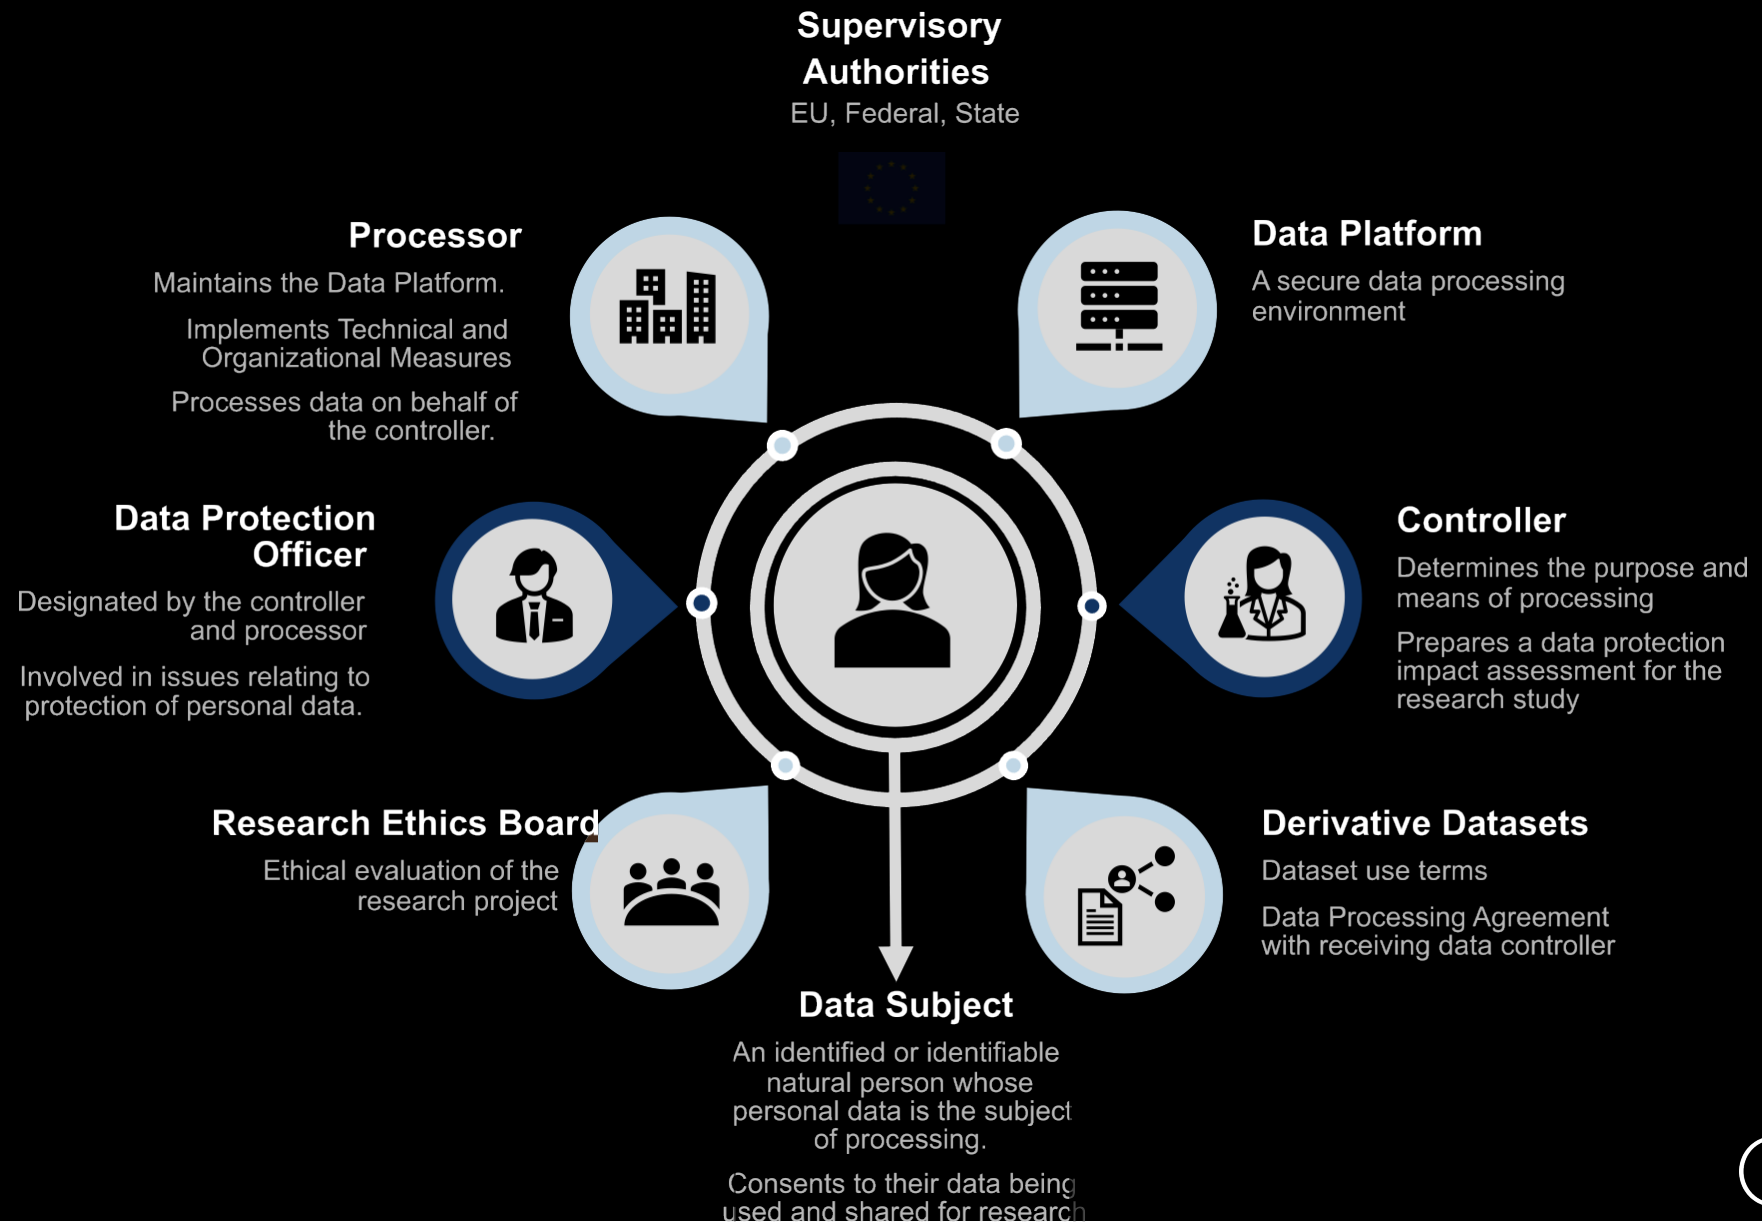 Supervisory
Authorities
EU, Federal, State
Processor
Maintains the Data Platform.
Implements Technical and
Organizational Measures
Processes data on behalf of
the controller.
Data Platform
A secure data processing
environment
Data Protection
Officer
Designated by the controller
and processor
Involved in issues relating to
protection of personal data.
Controller
Determines the purpose and
means of processing
Prepares a data protection
impact assessment for the
research study
Research Ethics Board
Ethical evaluation of the
research project
Derivative Datasets
Dataset use terms
Data Processing Agreement
with receiving data controller
Data Subject
An identified or identifiable
natural person whose
personal data is the subject
of processing.
Consents to their data being
used and shared for research